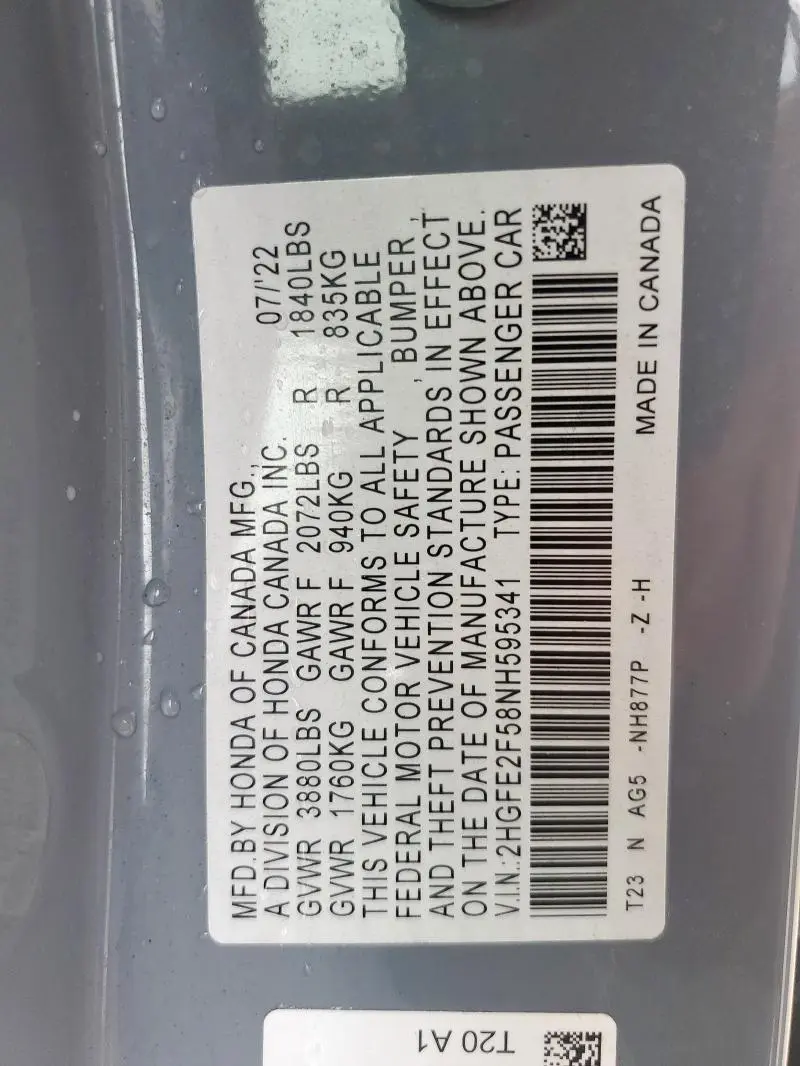 MFD.BY HONDA OF CANADA MFG.,
A DIVISION OF HONDA CANADA INC. 07/'22
GVWR 3880LBS GAWR F 2072LBS R 1840LBS
GVWR 1760KG GAWR F 940KG R 835KG
THIS VEHICLE CONFORMS TO ALL APPLICABLE
FEDERAL MOTOR VEHICLE SAFETY , BUMPER ,
AND THEFT PREVENTION STANDARDS IN EFFECT
ON THE DATE OF MANUFACTURE SHOWN ABOVE.
V.I.N.:2HGFE2F58NH595341 TYPE: PASSENGER CAR
T23 N AG5 -NH877P -Z -H MADE IN CANADA
T20 A1